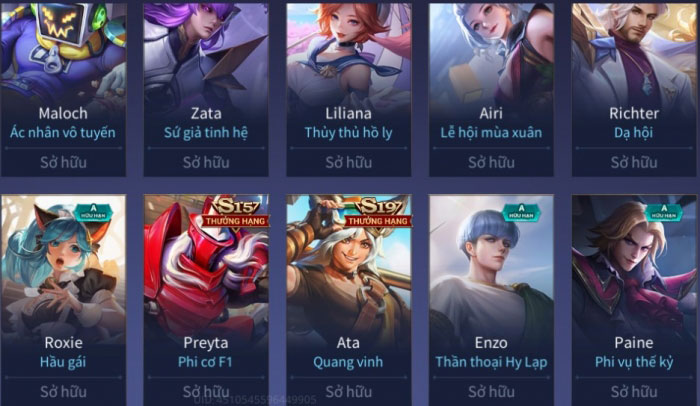 Maloch
Ác nhân vô tuyến
Sở hữu
Zata
Sứ giả tinh hệ
Sở hữu
Liliana
Thủy thủ hồ ly
Sở hữu
Airi
Lễ hội mùa xuân
Sở hữu
Richter
Dạ hội
Sở hữu
A
HỮU HẠN
Roxie
Hầu gái
Sở hữu
S15
THƯỞNG HẠNG
Preyta
Phi cơ F1
Sở hữu
S19
THƯỞNG HẠNG
Ata
Quang vinh
Sở hữu
A
HỮU HẠN
Enzo
Thần thoại Hy Lạp
Sở hữu
A
HỮU HẠN
Paine
Phi vụ thế kỷ
Sở hữu
UID: 4510545596449905